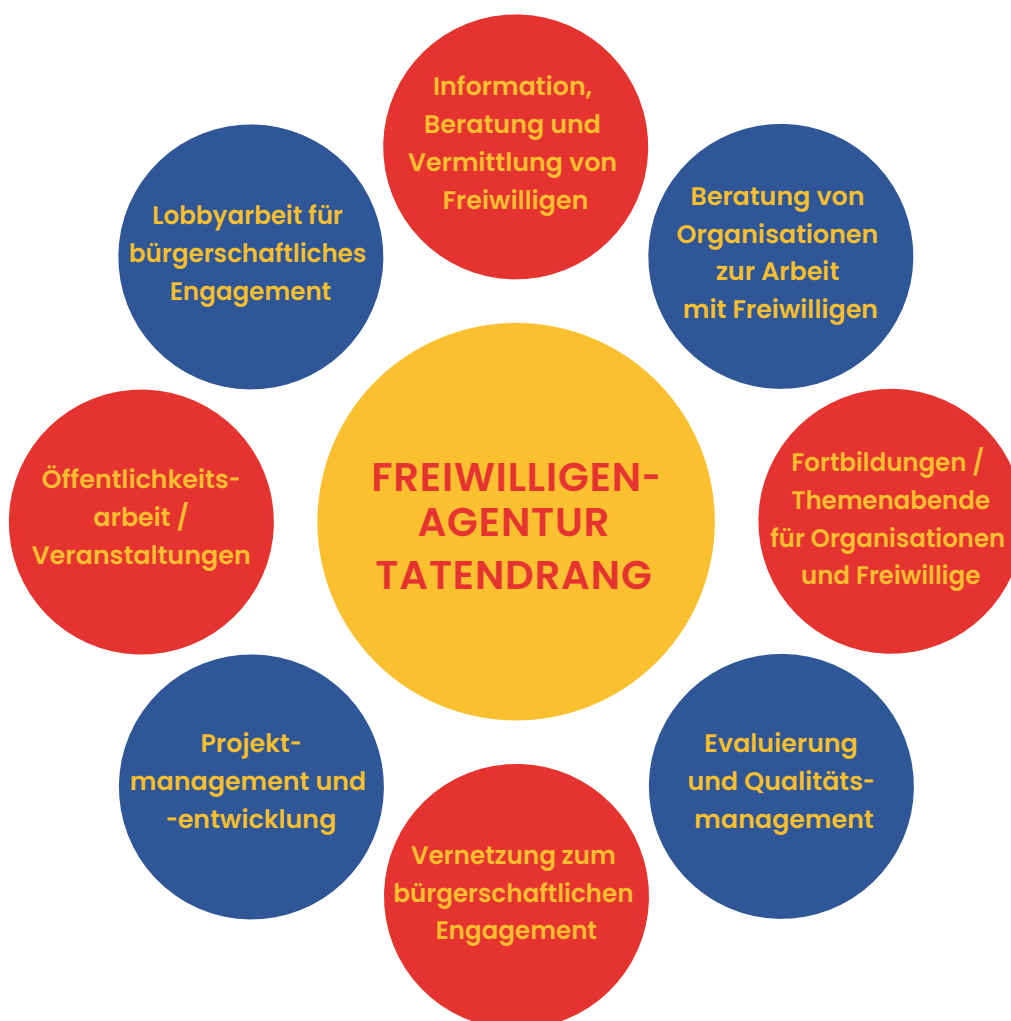 Information,
Beratung und
Vermittlung von
Freiwilligen
Beratung von
Organisationen
zur Arbeit
mit Freiwilligen
Fortbildungen /
Themenabende
für Organisationen
und Freiwillige
Evaluierung
und Qualitäts-
management
Vernetzung zum
bürgerschaftlichen
Engagement
Projekt-
management und
-entwicklung
Öffentlichkeits-
arbeit /
Veranstaltungen
Lobbyarbeit für
bürgerschaftliches
Engagement
FREIWILLIGEN-
AGENTUR
TATENDRANG